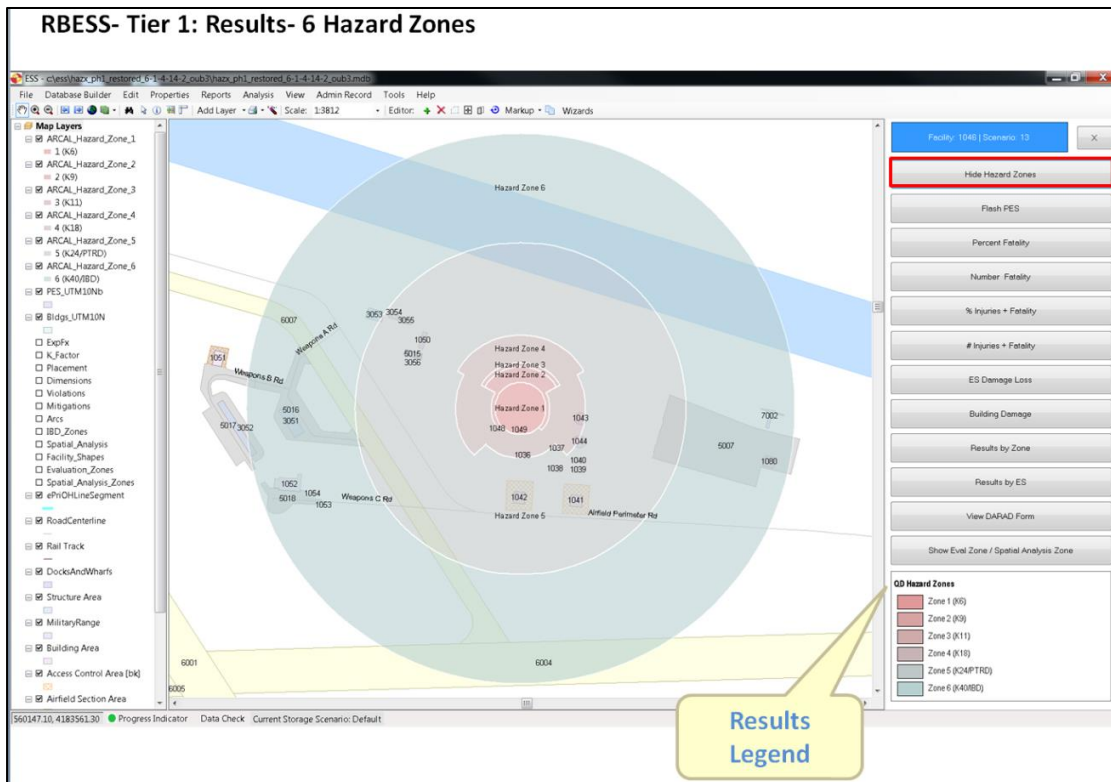 RBESS- Tier 1: Results- 6 Hazard Zones
ESS - c:\ess\hazx_ph1_restored_6-1-4-14-2_oub3\hazx_ph1_restored_6-1-4-14-2_oub3.mdb
File Database Builder Edit Properties Reports Analysis View Admin Record Tools Help
Add Layer Scale: 1:3812 Editor: Markup Wizards
Map Layers
ARCAL_Hazard_Zone_1
1 (K6)
ARCAL_Hazard_Zone_2
2 (K9)
ARCAL_Hazard_Zone_3
3 (K11)
ARCAL_Hazard_Zone_4
4 (K18)
ARCAL_Hazard_Zone_5
5 (K24/PTRD)
ARCAL_Hazard_Zone_6
6 (K40/IBD)
PES_UTM10Nb
Bldgs_UTM10N
ExpFx
K_Factor
Placement
Dimensions
Violations
Mitigations
Arcs
IBD_Zones
Spatial_Analysis
Facility_Shapes
Evaluation_Zones
Spatial_Analysis_Zones
ePriOHLineSegment
RoadCenterline
Rail Track
DocksAndWharfs
Structure Area
MilitaryRange
Building Area
Access Control Area [bk]
Airfield Section Area
Hazard Zone 6
3053 3054
3055
6007
Weapons A Rd
1050
5015
3056
1051
Weapons B Rd
Hazard Zone 4
Hazard Zone 3
Hazard Zone 2
Hazard Zone 1
5016
3051
5017 3052
1048 1049
1043
1044
1036
1037
1040
1038 1039
7002
5007
1080
1052
5018
1054
1053
Weapons C Rd
1042
1041
Hazard Zone 5
Airfield Perimeter Rd
6001
6004
6005
Facility: 1046 | Scenario: 13
X
Hide Hazard Zones
Flash PES
Percent Fatality
Number Fatality
% Injuries + Fatality
# Injuries + Fatality
ES Damage Loss
Building Damage
Results by Zone
Results by ES
View DARAD Form
Show Eval Zone / Spatial Analysis Zone
QD Hazard Zones
Zone 1 (K6)
Zone 2 (K9)
Zone 3 (K11)
Zone 4 (K18)
Zone 5 (K24/PTRD)
Zone 6 (K40/IBD)
560147.10, 4183561.30 Progress Indicator Data Check Current Storage Scenario: Default
Results
Legend